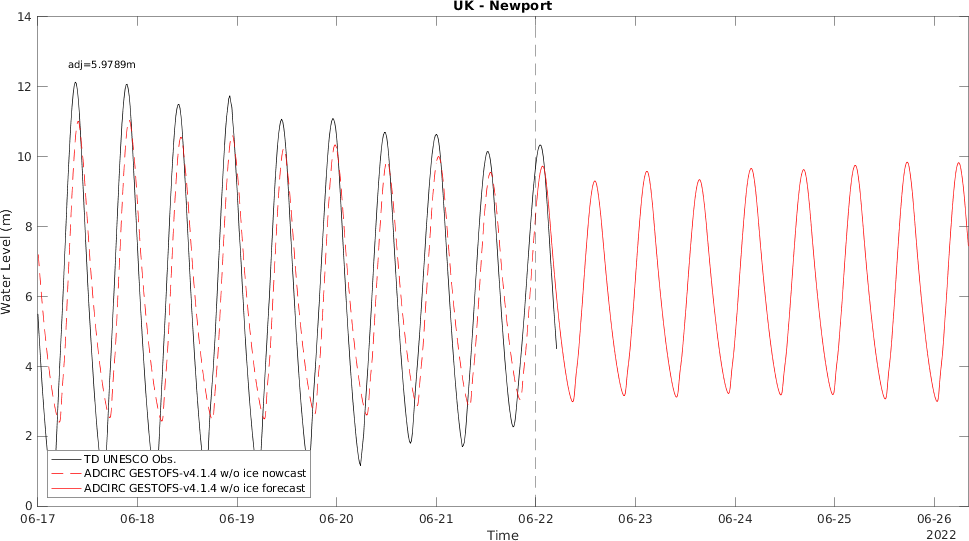 UK - Newport
adj=5.9789m
14
12
10
8
6
4
2
0
Water Level (m)
TD UNESCO Obs.
ADCIRC GESTOFS-v4.1.4 w/o ice nowcast
ADCIRC GESTOFS-v4.1.4 w/o ice forecast
06-17 06-18 06-19 06-20 06-21 06-22 06-23 06-24 06-25 06-26
Time
2022